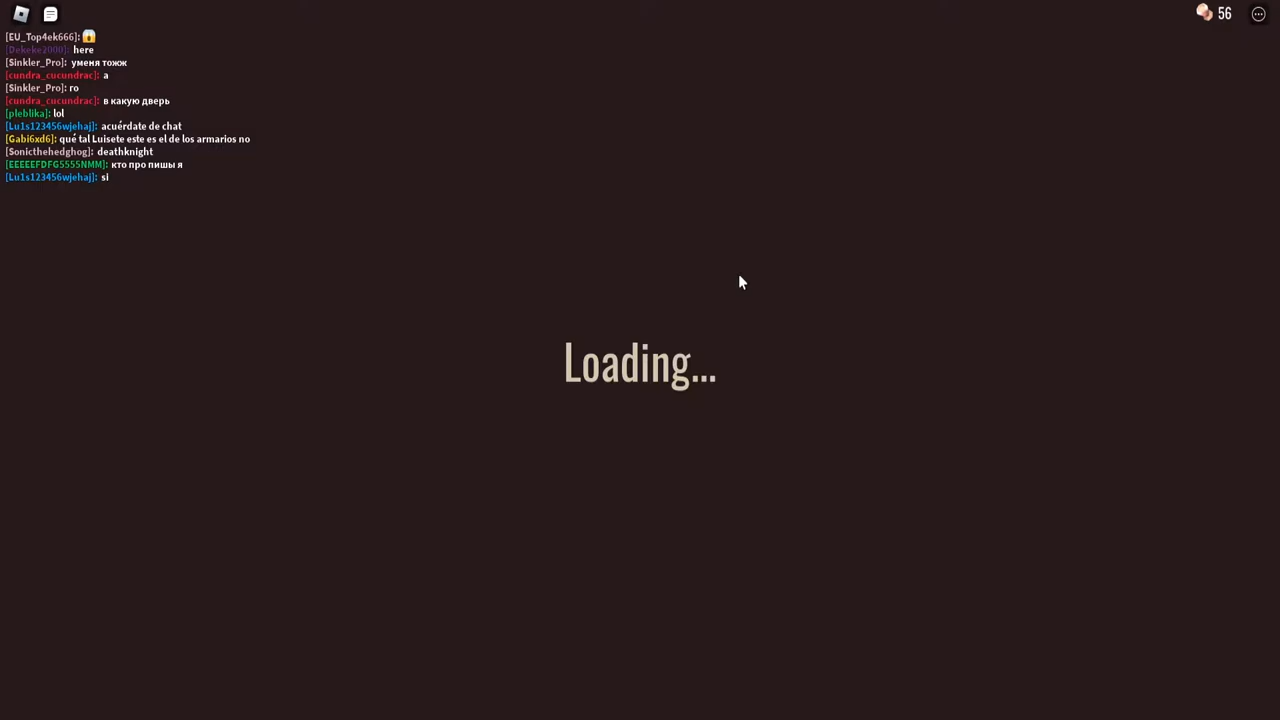 56
[EU_Top4ek666]: 😱
[Dekeke2000]: here
[Sinkler_Pro]: уменя тожж
[cundra_cucundrac]: а
[Sinkler_Pro]: го
[cundra_cucundrac]: в какую дверь
[pleblika]: lol
[Lu1s123456wjehaj]: acuérdate de chat
[Gabi6xd6]: qué tal Luisete este es el de los armarios no
[Sonicthehedghog]: deathknight
[EEEEEFDFG5555NMM]: кто про пишы я
[Lu1s123456wjehaj]: si
Loading...